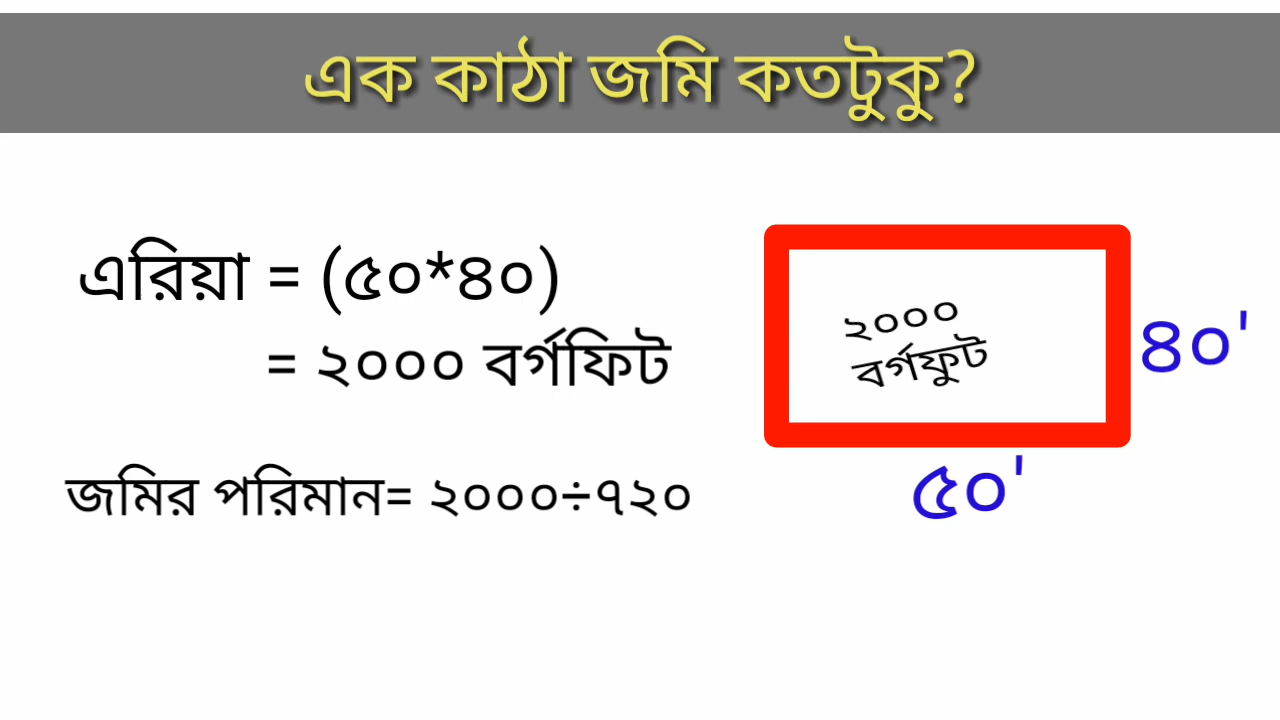 এক কাঠা জমি কতটুকু?
এরিয়া = (৫০*৪০)
= ২০০০ বর্গফিট
জমির পরিমান= ২০০০÷৭২০
২০০০
বর্গফুট
৪০'
৫০'